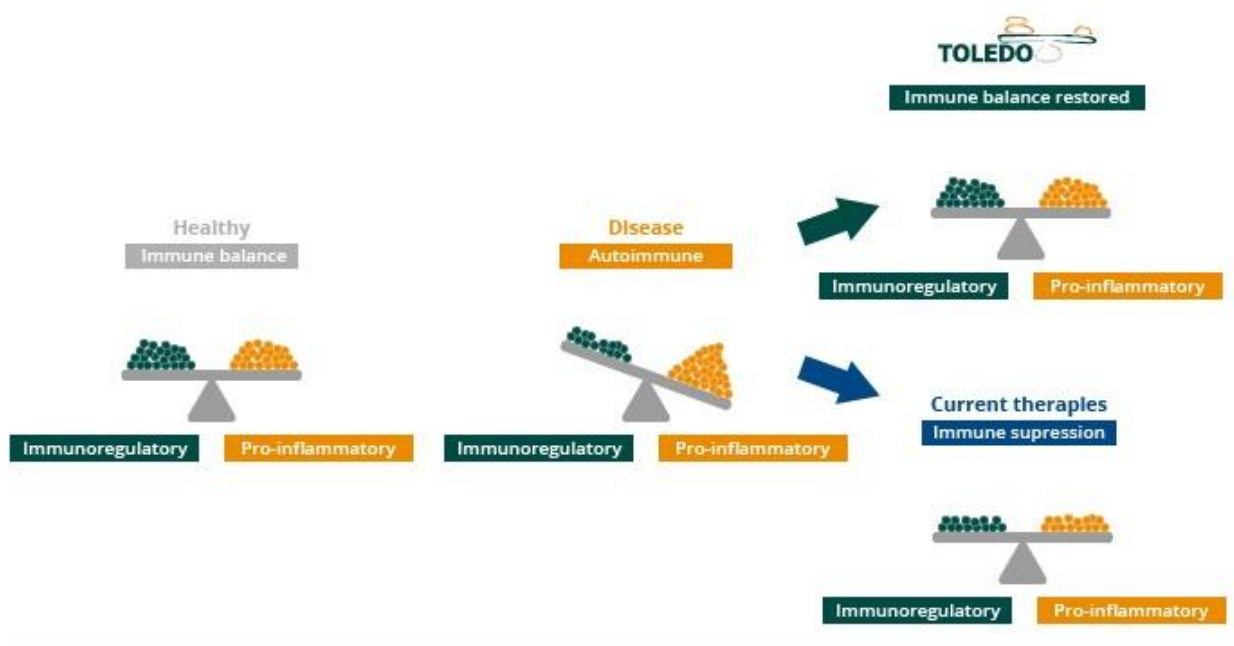 TOLEDO
Immune balance restored
Healthy
Immune balance
DIsease
Autoimmune
Immunoregulatory
Pro-inflammatory
Immunoregulatory
Pro-inflammatory
Immunoregulatory
Pro-inflammatory
Current theraples
Immune supression
Immunoregulatory
Pro-inflammatory